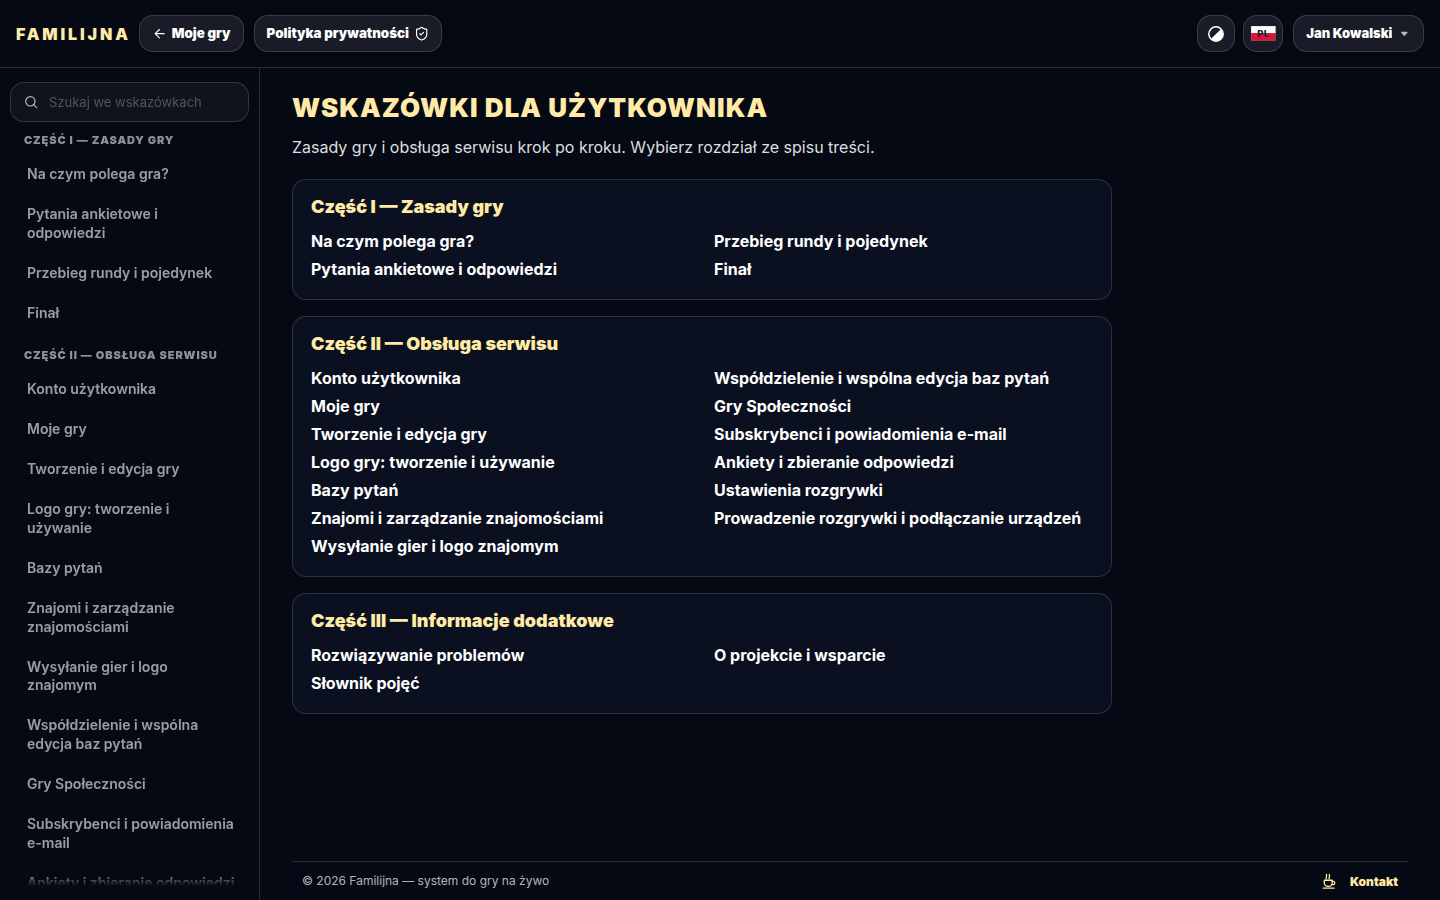 FAMILIJNA
Moje gry
Polityka prywatności
PL
Jan Kowalski
Szukaj we wskazówkach
CZĘŚĆ I — ZASADY GRY
Na czym polega gra?
Pytania ankietowe i
odpowiedzi
Przebieg rundy i pojedynek
Finał
CZĘŚĆ II — OBSŁUGA SERWISU
Konto użytkownika
Moje gry
Tworzenie i edycja gry
Logo gry: tworzenie i
używanie
Bazy pytań
Znajomi i zarządzanie
znajomościami
Wysyłanie gier i logo
znajomym
Współdzielenie i wspólna
edycja baz pytań
Gry Społeczności
Subskrybenci i powiadomienia
e-mail
Ankiety i zbieranie odpowiedzi
WSKAZÓWKI DLA UŻYTKOWNIKA
Zasady gry i obsługa serwisu krok po kroku. Wybierz rozdział ze spisu treści.
Część I — Zasady gry
Na czym polega gra?
Pytania ankietowe i odpowiedzi
Przebieg rundy i pojedynek
Finał
Część II — Obsługa serwisu
Konto użytkownika
Moje gry
Tworzenie i edycja gry
Logo gry: tworzenie i używanie
Bazy pytań
Znajomi i zarządzanie znajomościami
Wysyłanie gier i logo znajomym
Współdzielenie i wspólna edycja baz pytań
Gry Społeczności
Subskrybenci i powiadomienia e-mail
Ankiety i zbieranie odpowiedzi
Ustawienia rozgrywki
Prowadzenie rozgrywki i podłączanie urządzeń
Część III — Informacje dodatkowe
Rozwiązywanie problemów
Słownik pojęć
O projekcie i wsparcie
© 2026 Familijna — system do gry na żywo
Kontakt